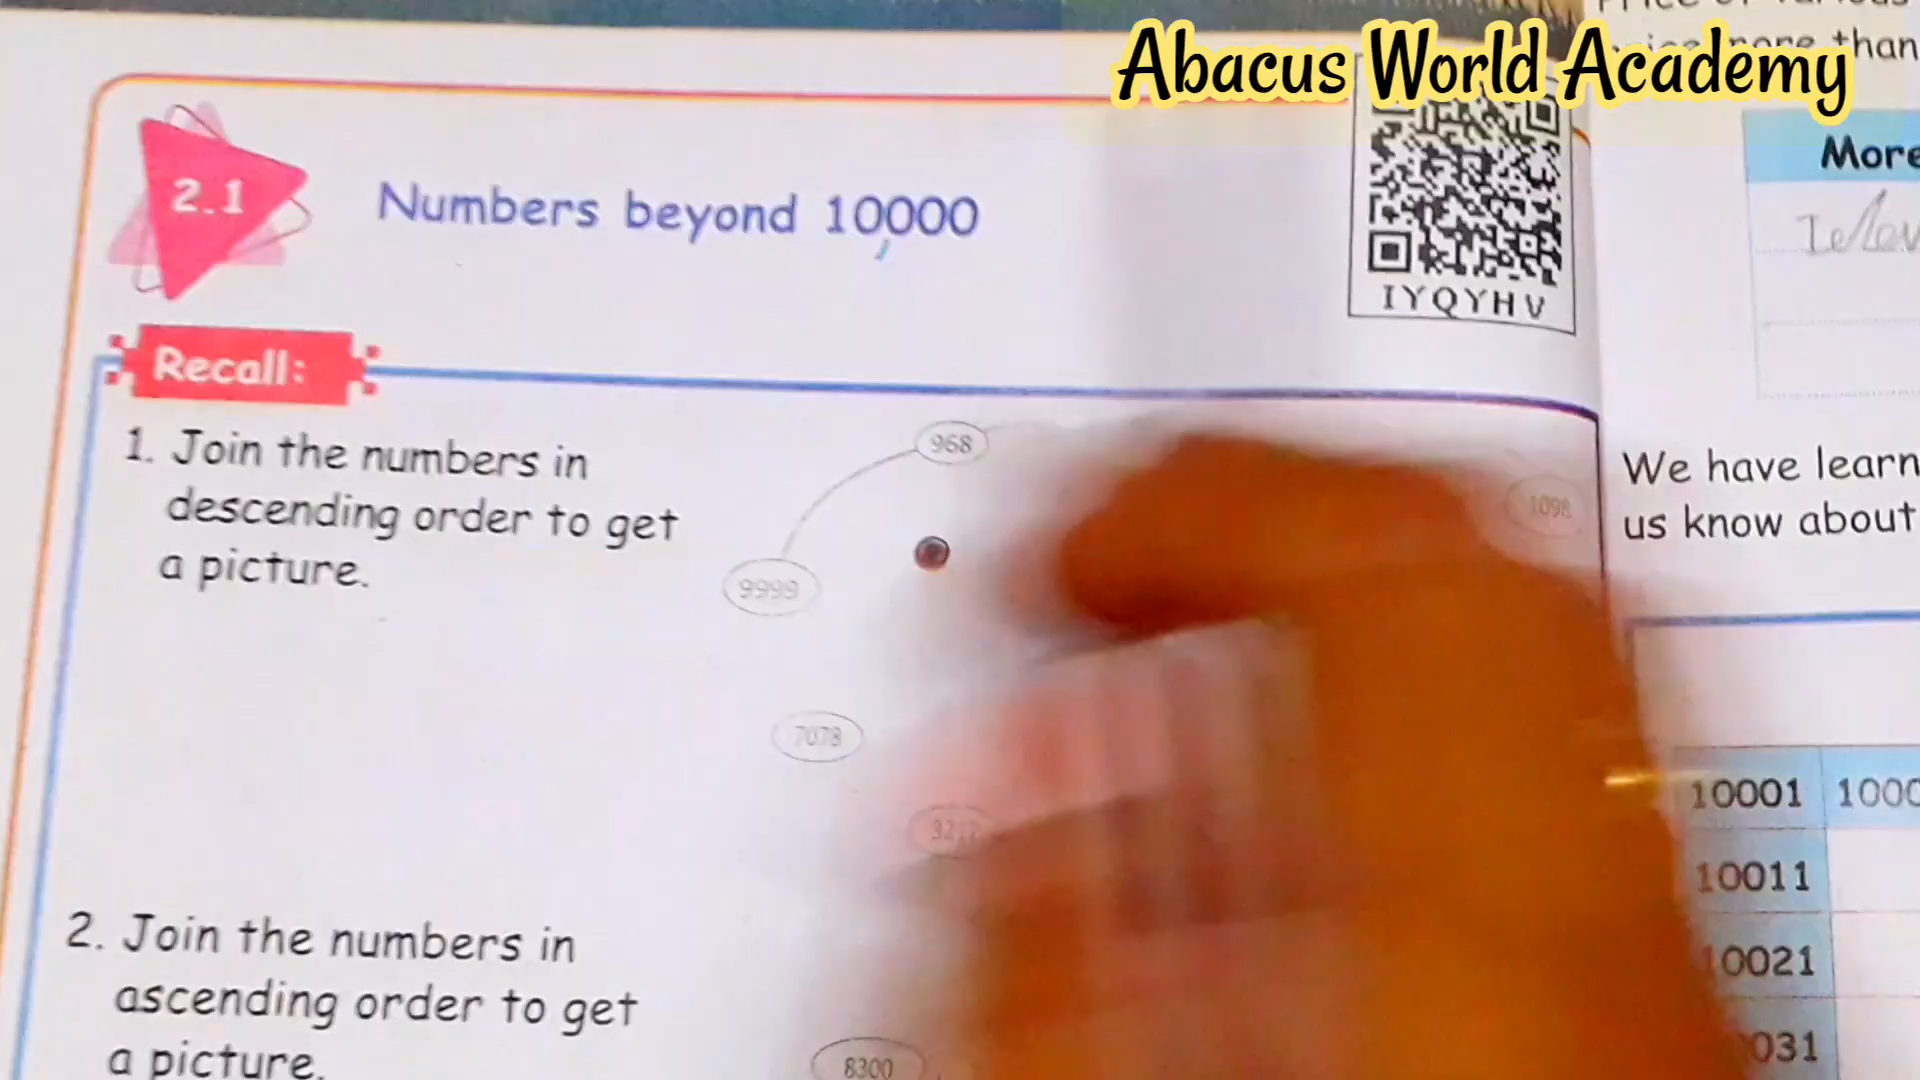 Abacus World Academy
than
2.1
Numbers beyond 10000
IYQYHV
More
Recall:
1. Join the numbers in
descending order to get
a picture.
968
1098
9999
7078
2. Join the numbers in
ascending order to get
a picture.
8300
We have learn
us know about
10001
10011
10021